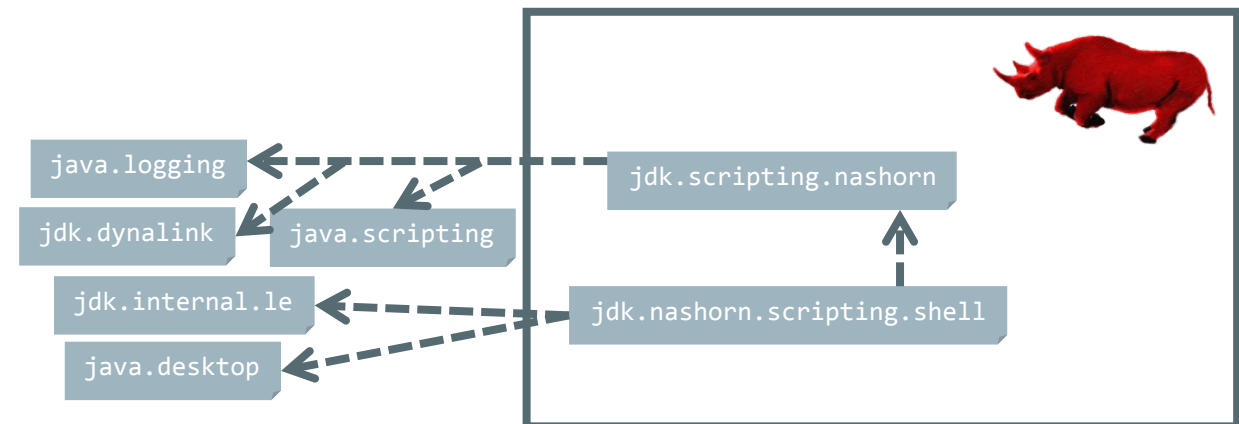 java.logging
jdk.scripting.nashorn
jdk.dynalink
java.scripting
jdk.internal.le
jdk.nashorn.scripting.shell
java.desktop